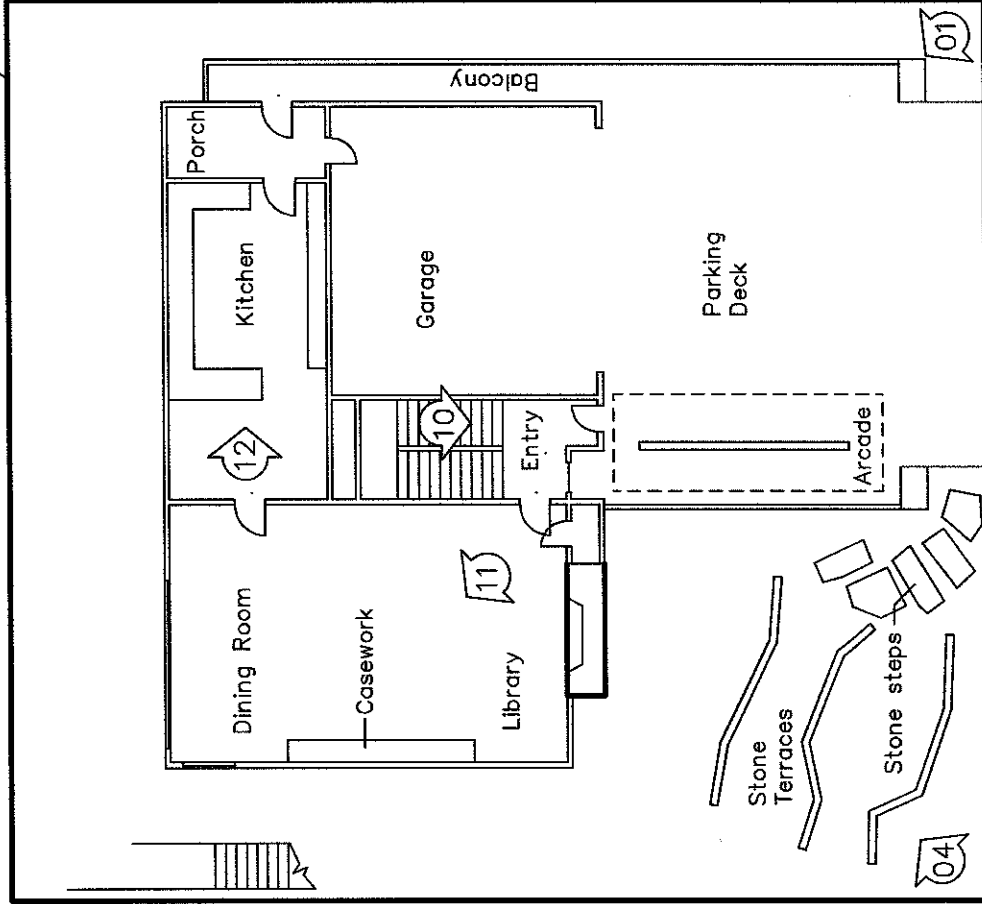 01
Balcony
Porch
Kitchen
Garage
Parking
Deck
12
10
Entry
Arcade
Dining Room
11
Casework
Library
Stone steps
Stone
Terraces
04